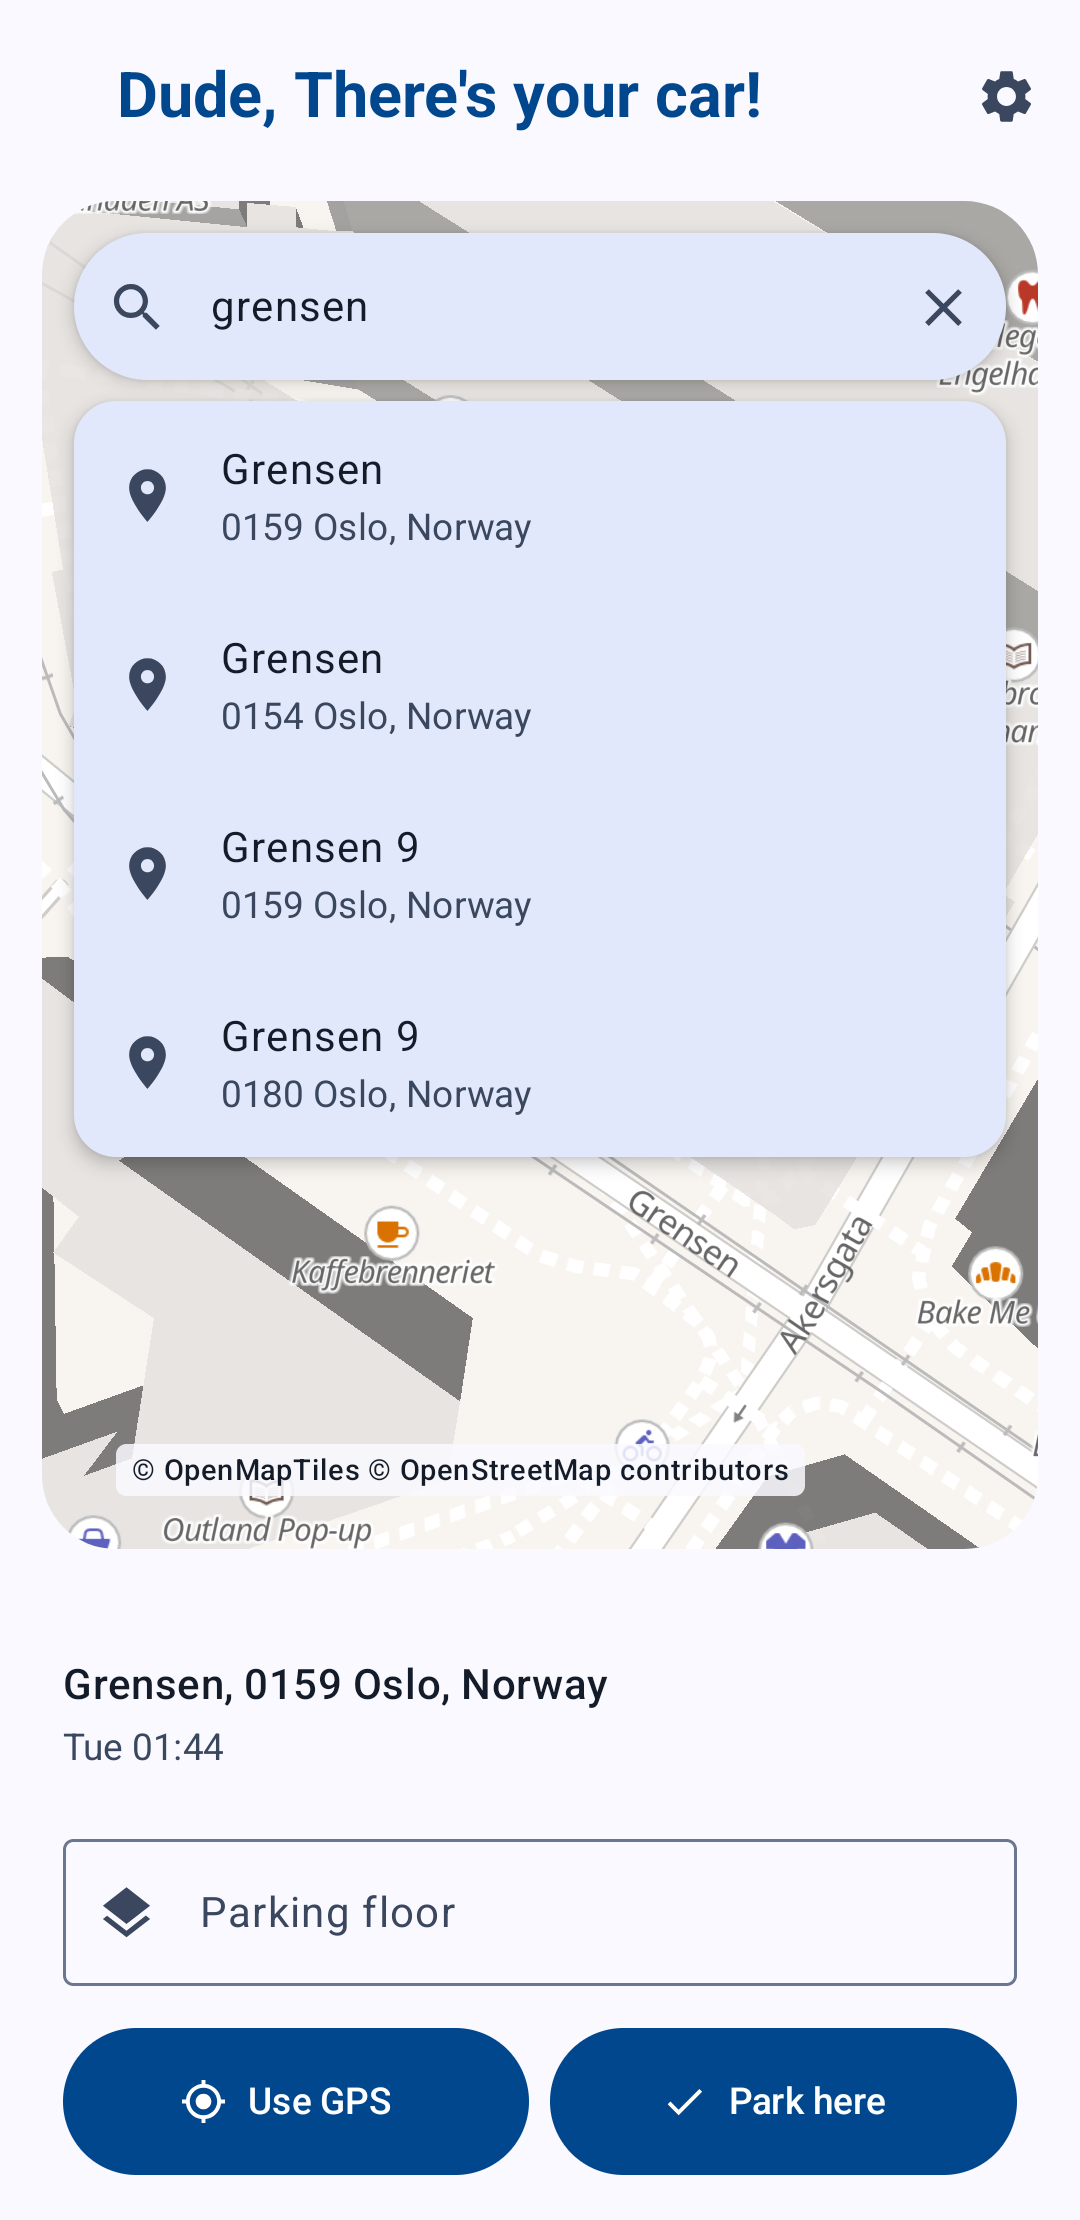 Dude, There's your car!
grensen
Grensen
0159 Oslo, Norway
Grensen
0154 Oslo, Norway
Grensen 9
0159 Oslo, Norway
Grensen 9
0180 Oslo, Norway
Grensen
Akersgata
Kaffebrenneriet
Bake Me
© OpenMapTiles © OpenStreetMap contributors
Outland Pop-up
Grensen, 0159 Oslo, Norway
Tue 01:44
Parking floor
Use GPS
Park here